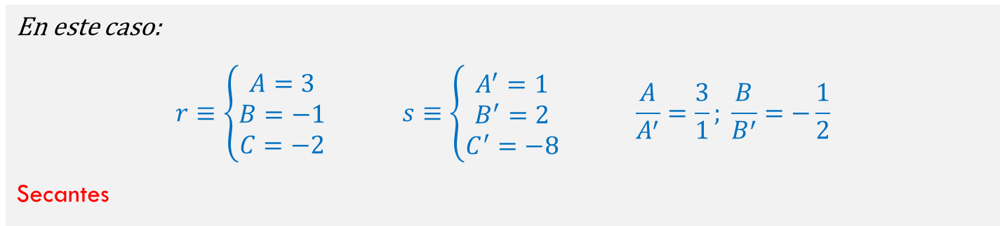 En este caso:
r ≡ { A = 3
B = −1
C = −2
s ≡ { A′ = 1
B′ = 2
C′ = −8
A/A′ = 3/1; B/B′ = −1/2
Secantes